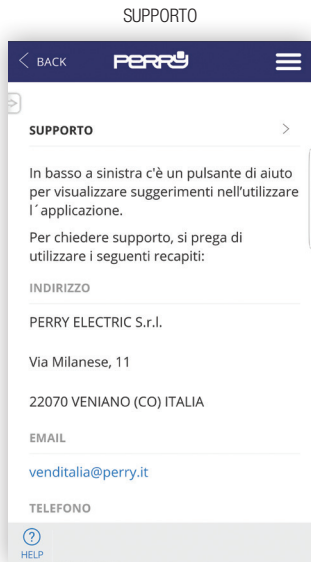 SUPPORTO
BACK
PERRY
SUPPORTO
In basso a sinistra c'è un pulsante di aiuto
per visualizzare suggerimenti nell'utilizzare
l´applicazione.
Per chiedere supporto, si prega di
utilizzare i seguenti recapiti:
INDIRIZZO
PERRY ELECTRIC S.r.l.
Via Milanese, 11
22070 VENIANO (CO) ITALIA
EMAIL
venditalia@perry.it
TELEFONO
?
HELP